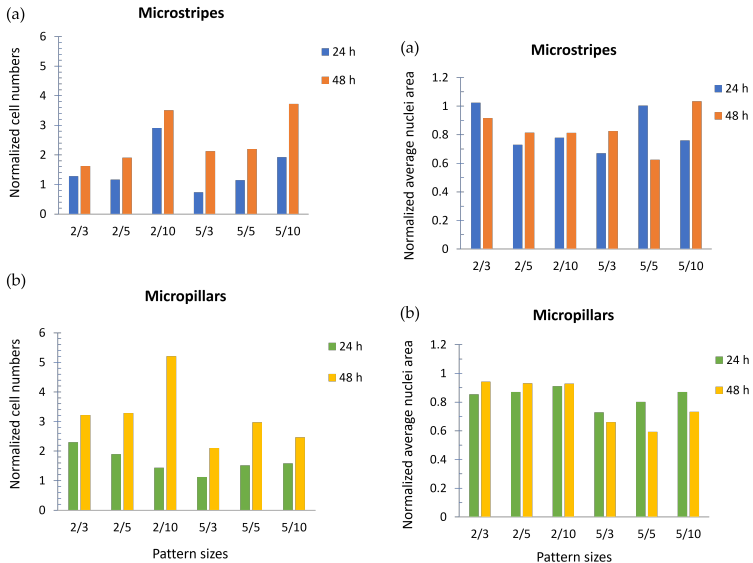 (a)
Microstripes
Normalized cell numbers
6
5
4
3
2
1
0
2/3 2/5 2/10 5/3 5/5 5/10
24 h
48 h
(b)
Micropillars
Normalized cell numbers
6
5
4
3
2
1
0
2/3 2/5 2/10 5/3 5/5 5/10
Pattern sizes
24 h
48 h
(a)
Microstripes
Normalized average nuclei area
1.2
1
0.8
0.6
0.4
0.2
0
2/3 2/5 2/10 5/3 5/5 5/10
24 h
48 h
(b)
Micropillars
Normalized average nuclei area
1.2
1
0.8
0.6
0.4
0.2
0
2/3 2/5 2/10 5/3 5/5 5/10
Pattern sizes
24 h
48 h